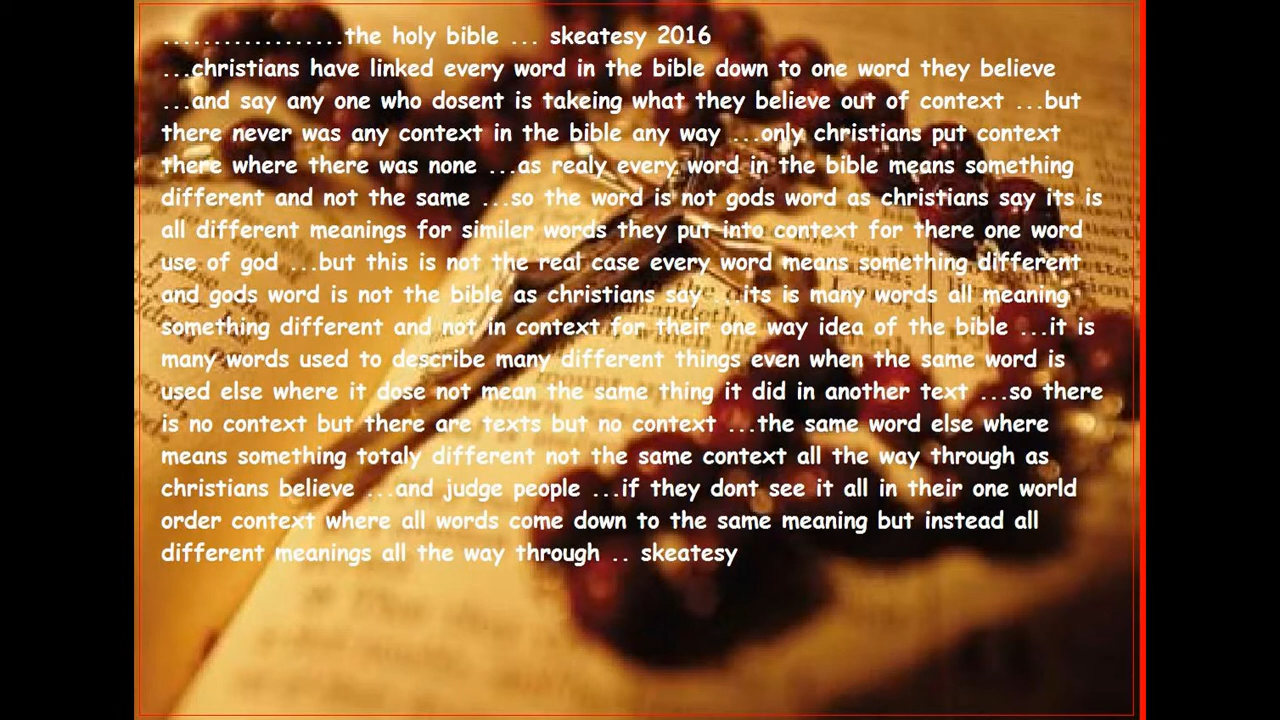 ..................the holy bible ... skeatesy 2016
...christians have linked every word in the bible down to one word they believe
...and say any one who dosent is takeing what they believe out of context ...but
there never was any context in the bible any way ...only christians put context
there where there was none ...as realy every word in the bible means something
different and not the same ...so the word is not gods word as christians say its is
all different meanings for similer words they put into context for there one word
use of god ...but this is not the real case every word means something different
and gods word is not the bible as christians say ...its is many words all meaning
something different and not in context for their one way idea of the bible ...it is
many words used to describe many different things even when the same word is
used else where it dose not mean the same thing it did in another text ...so there
is no context but there are texts but no context ...the same word else where
means something totaly different not the same context all the way through as
christians believe ...and judge people ...if they dont see it all in their one world
order context where all words come down to the same meaning but instead all
different meanings all the way through .. skeatesy